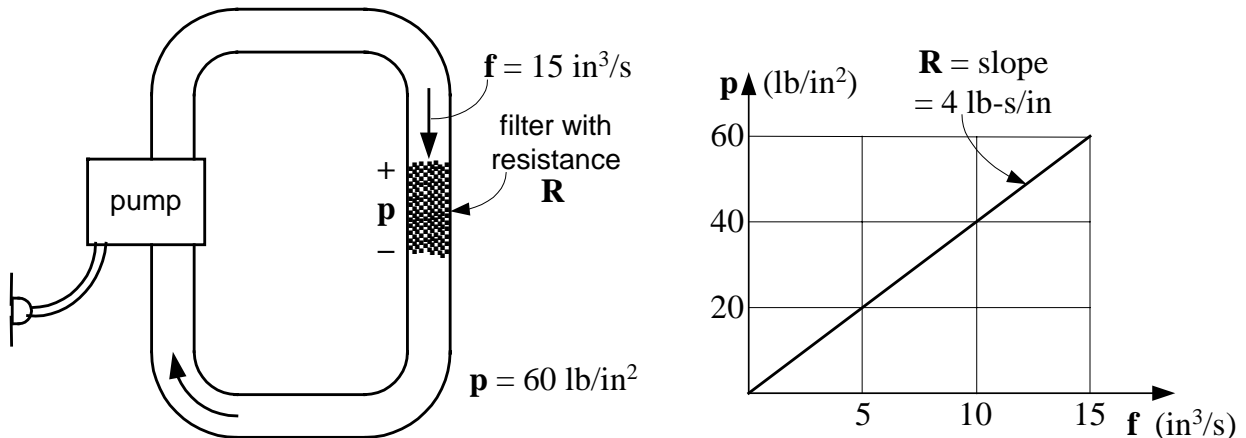 f = 15 in³/s
filter with
resistance
R
+
p
−
pump
p = 60 lb/in²
p (lb/in²)
R = slope
= 4 lb-s/in
60
40
20
5
10
15
f (in³/s)